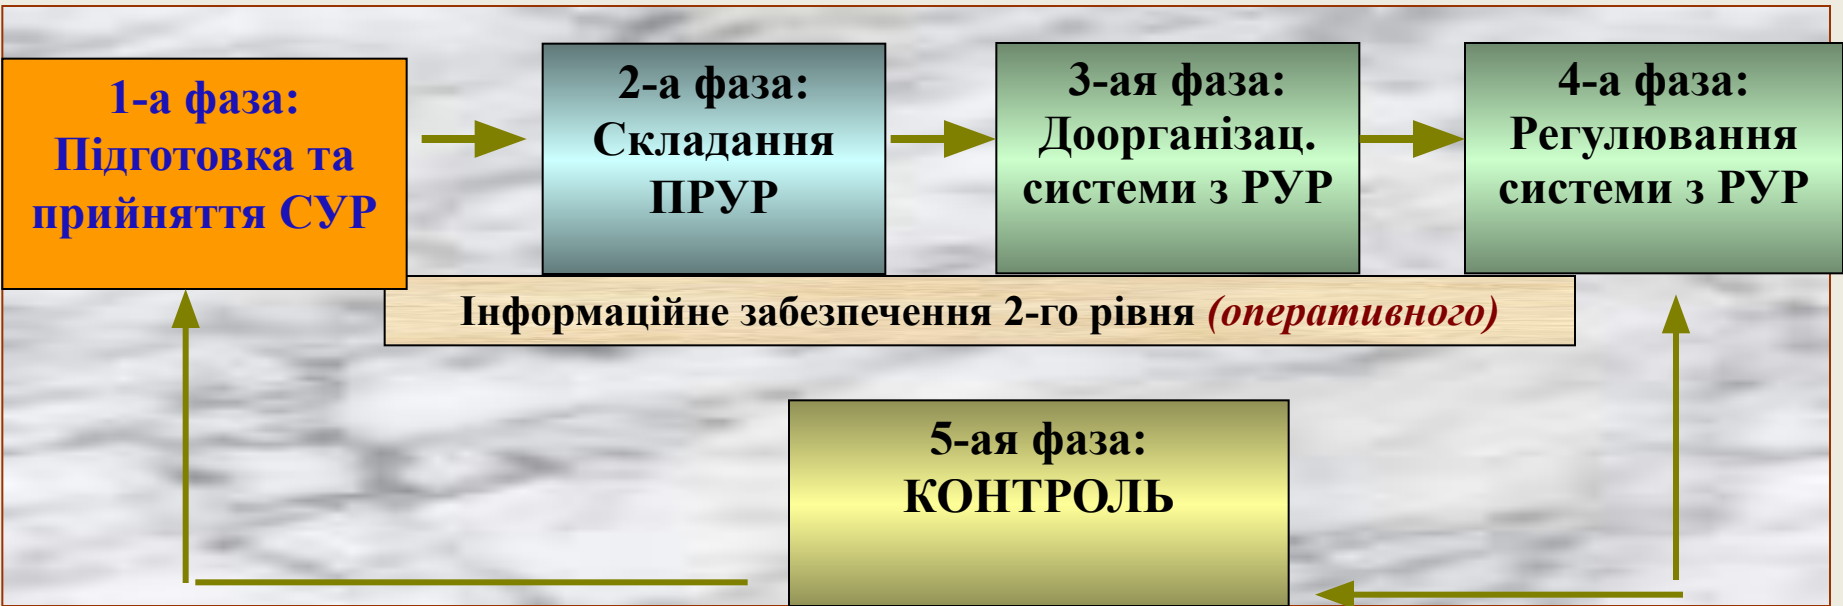 1-а фаза:
Підготовка та
прийняття СУР
2-а фаза:
Складання
ПРУР
3-ая фаза:
Доорганізац.
системи з РУР
4-а фаза:
Регулювання
системи з РУР
Інформаційне забезпечення 2-го рівня (оперативного)
5-ая фаза:
КОНТРОЛЬ